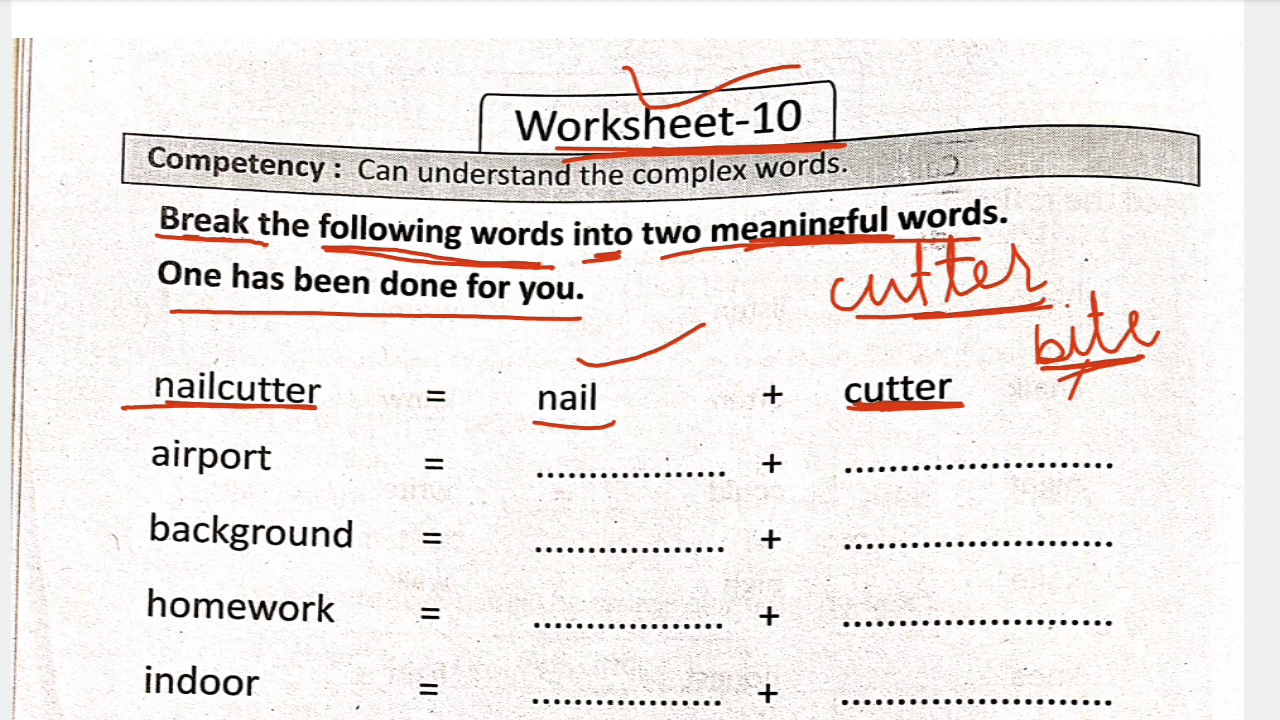 Worksheet-10
Competency : Can understand the complex words.
Break the following words into two meaningful words.
One has been done for you.
cutter
bite
nailcutter = nail + cutter
airport = .................. + ..........................
background = .................. + ..........................
homework = .................. + ..........................
indoor = .................. + ..........................